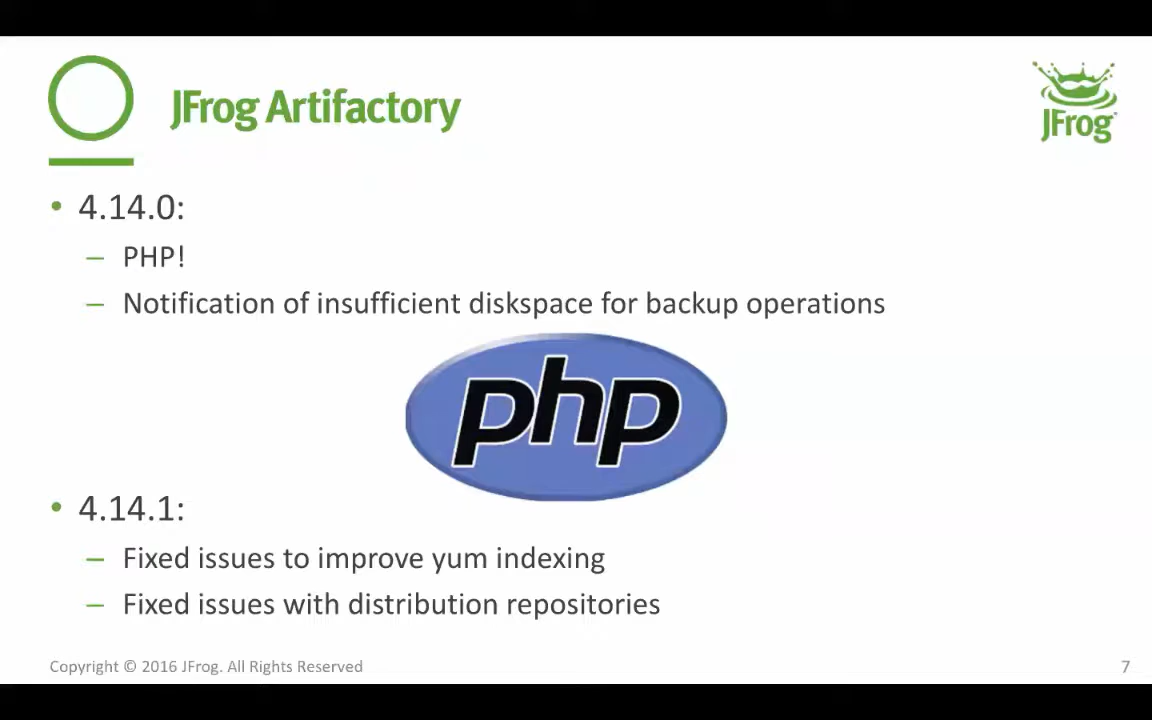 JFrog Artifactory
JFrog
• 4.14.0:
– PHP!
– Notification of insufficient diskspace for backup operations
php
• 4.14.1:
– Fixed issues to improve yum indexing
– Fixed issues with distribution repositories
Copyright © 2016 JFrog. All Rights Reserved
7